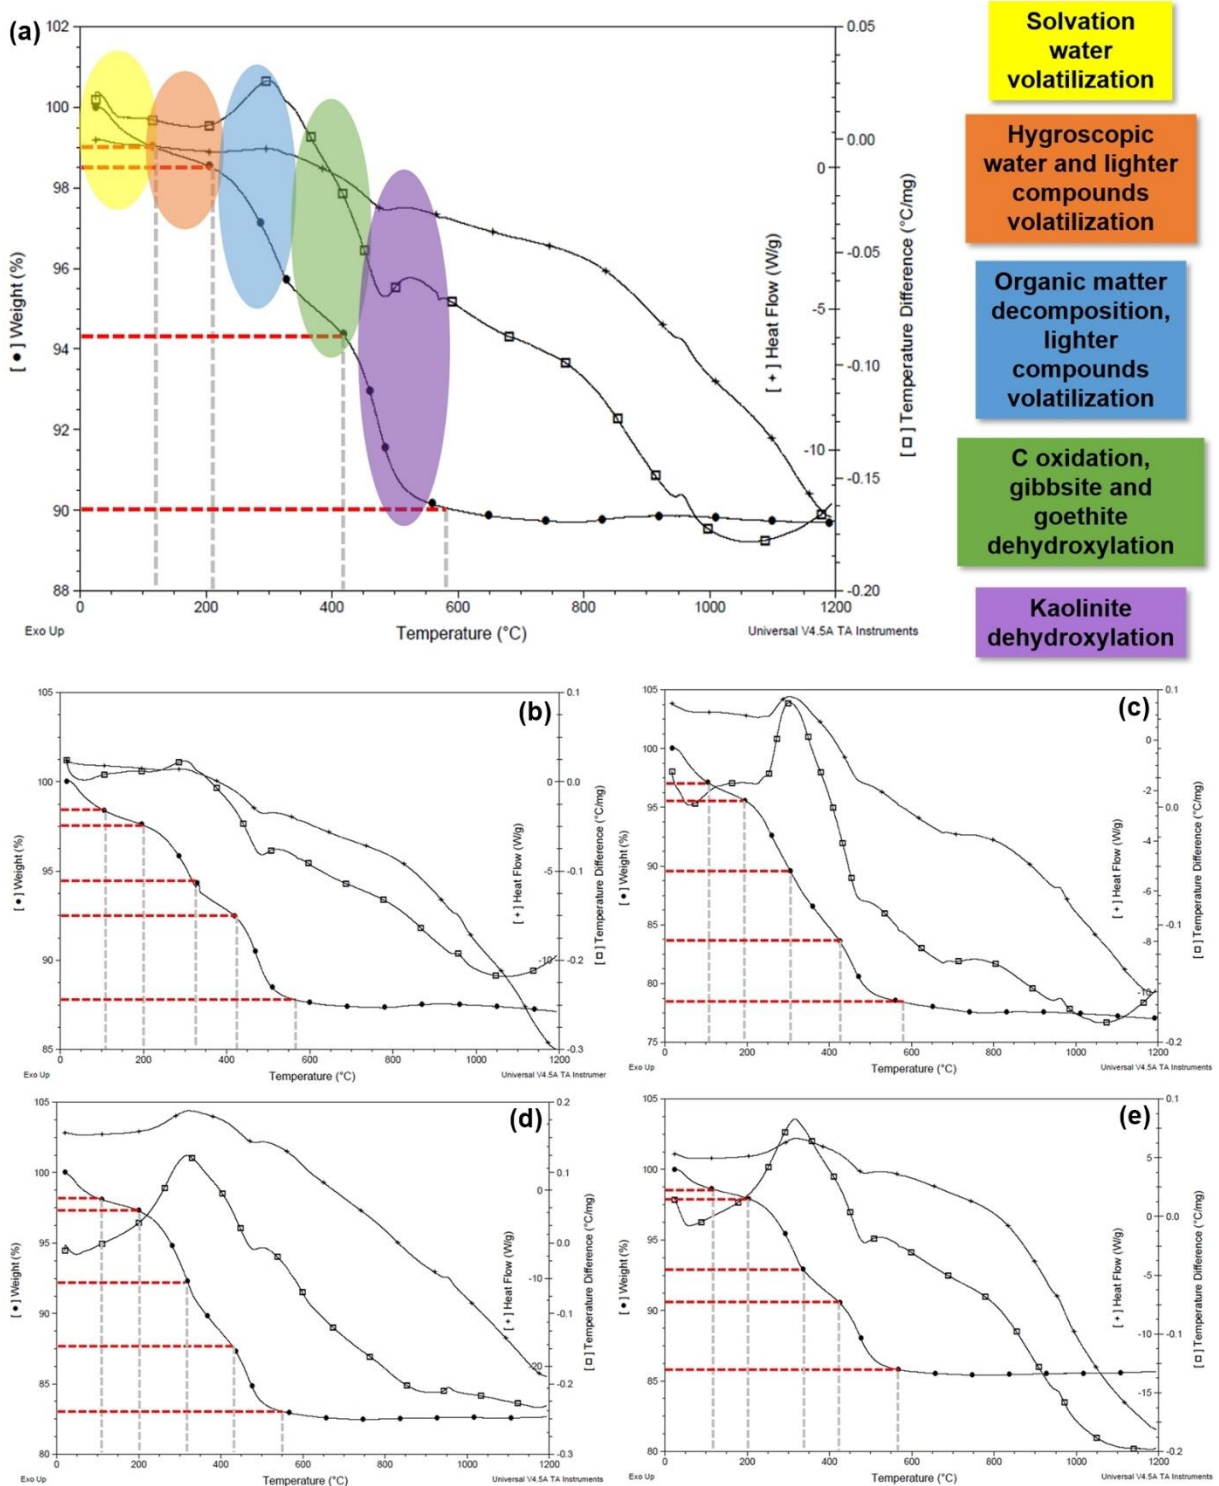 (a)
102
100
98
96
94
92
90
88
[ ● ] Weight (%)
0
200
400
600
800
1000
1200
Temperature (°C)
Exo Up
Universal V4.5A TA Instruments
0
-5
-10
[ + ] Heat Flow (W/g)
0.05
0.00
-0.05
-0.10
-0.15
-0.20
[ □ ] Temperature Difference (°C/mg)
Solvation
water
volatilization
Hygroscopic
water and lighter
compounds
volatilization
Organic matter
decomposition,
lighter
compounds
volatilization
C oxidation,
gibbsite and
goethite
dehydroxylation
Kaolinite
dehydroxylation
(b)
105
100
95
90
85
[ ● ] Weight (%)
0
200
400
600
800
1000
1200
Temperature (°C)
Exo Up
Universal V4.5A TA Instrumer
0
-5
-10
[ + ] Heat Flow (W/g)
0.1
0.0
-0.1
-0.2
-0.3
[ □ ] Temperature Difference (°C/mg)
(c)
105
100
95
90
85
80
75
[ ● ] Weight (%)
0
200
400
600
800
1000
1200
Temperature (°C)
Exo Up
Universal V4.5A TA Instruments
0
-2
-4
-6
-8
-10
[ + ] Heat Flow (W/g)
0.1
0.0
-0.1
-0.2
[ □ ] Temperature Difference (°C/mg)
(d)
105
100
95
90
85
80
[ ● ] Weight (%)
0
200
400
600
800
1000
1200
Temperature (°C)
Exo Up
Universal V4.5A TA Instruments
0
-10
-20
[ + ] Heat Flow (W/g)
0.2
0.1
0.0
-0.1
-0.2
-0.3
[ □ ] Temperature Difference (°C/mg)
(e)
105
100
95
90
85
80
[ ● ] Weight (%)
0
200
400
600
800
1000
1200
Temperature (°C)
Exo Up
Universal V4.5A TA Instruments
5
0
-5
-10
-15
[ + ] Heat Flow (W/g)
0.1
0.0
-0.1
-0.2
[ □ ] Temperature Difference (°C/mg)